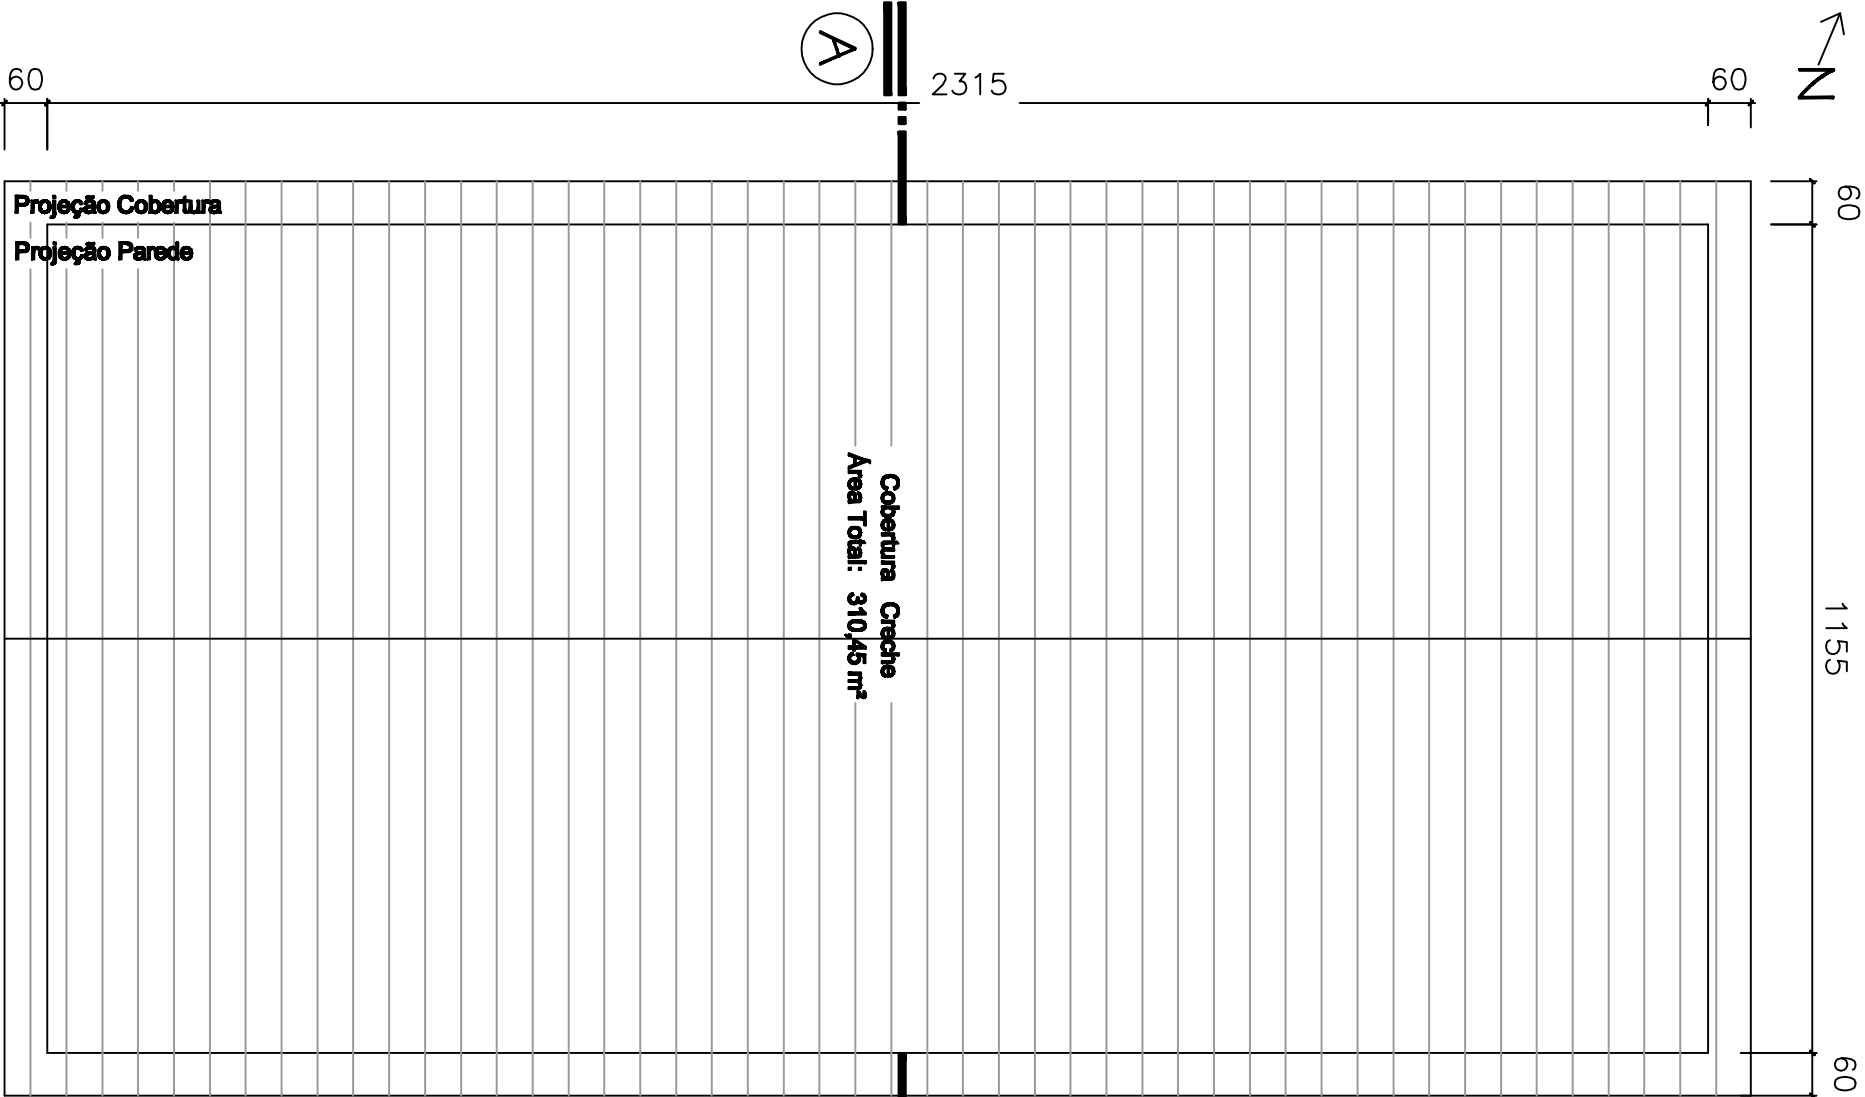 A
N
60
2315
60
60
Projeção Cobertura
Projeção Parede
Cobertura Creche
Área Total: 310,45 m²
1155
60